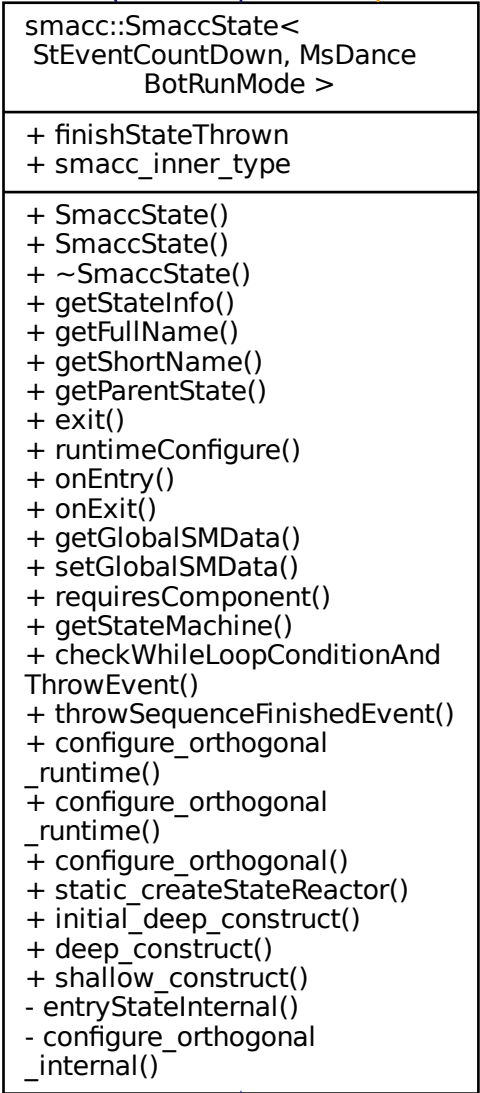 smacc::SmaccState<
StEventCountDown, MsDance
BotRunMode >
+ finishStateThrown
+ smacc_inner_type
+ SmaccState()
+ SmaccState()
+ ~SmaccState()
+ getStateInfo()
+ getFullName()
+ getShortName()
+ getParentState()
+ exit()
+ runtimeConfigure()
+ onEntry()
+ onExit()
+ getGlobalSMData()
+ setGlobalSMData()
+ requiresComponent()
+ getStateMachine()
+ checkWhileLoopConditionAnd
ThrowEvent()
+ throwSequenceFinishedEvent()
+ configure_orthogonal
_runtime()
+ configure_orthogonal
_runtime()
+ configure_orthogonal()
+ static_createStateReactor()
+ initial_deep_construct()
+ deep_construct()
+ shallow_construct()
- entryStateInternal()
- configure_orthogonal
_internal()